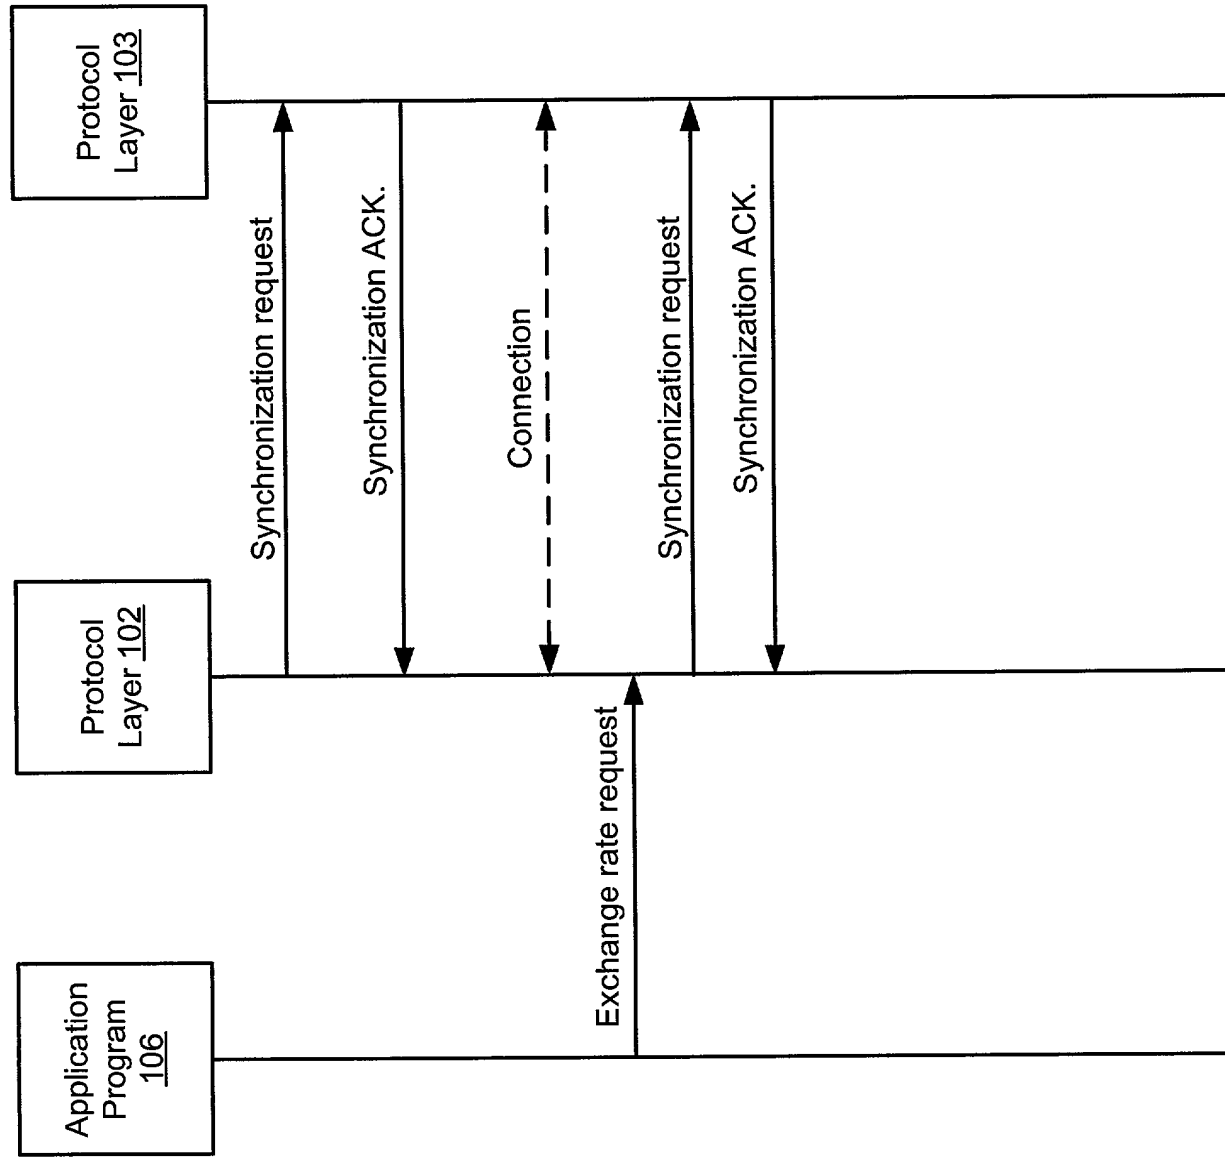 Application
Program
106
Protocol
Layer 102
Protocol
Layer 103
Synchronization request
Synchronization ACK.
Connection
Exchange rate request
Synchronization request
Synchronization ACK.